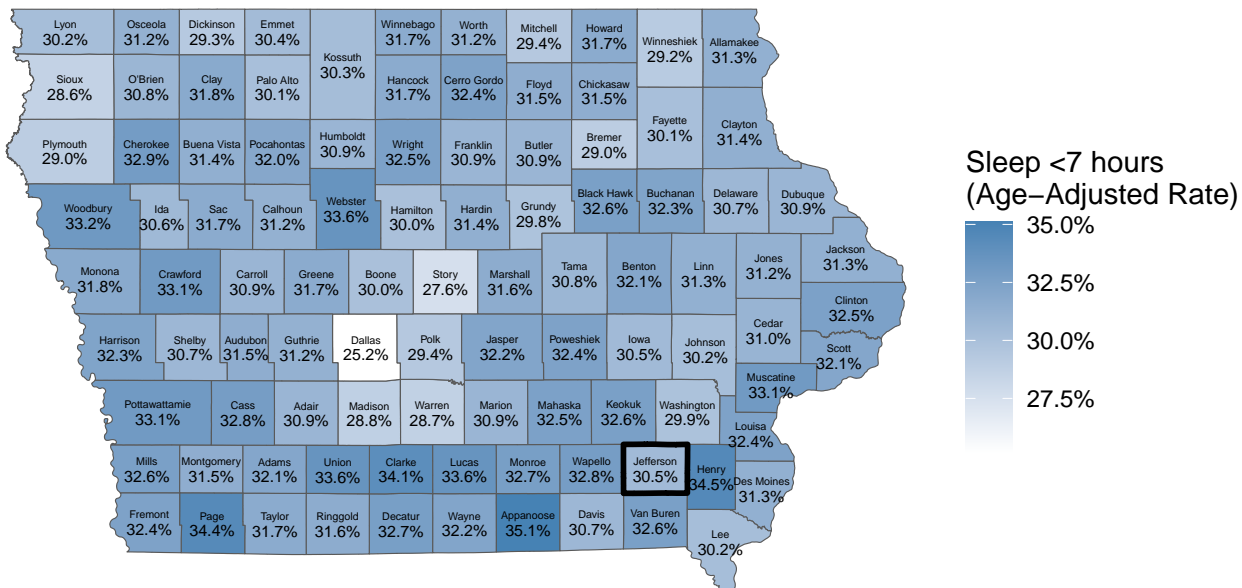 Lyon
30.2%
Osceola
31.2%
Dickinson
29.3%
Emmet
30.4%
Kossuth
30.3%
Winnebago
31.7%
Worth
31.2%
Mitchell
29.4%
Howard
31.7%
Winneshiek
29.2%
Allamakee
31.3%
Sioux
28.6%
O'Brien
30.8%
Clay
31.8%
Palo Alto
30.1%
Hancock
31.7%
Cerro Gordo
32.4%
Floyd
31.5%
Chickasaw
31.5%
Fayette
30.1%
Clayton
31.4%
Plymouth
29.0%
Cherokee
32.9%
Buena Vista
31.4%
Pocahontas
32.0%
Humboldt
30.9%
Wright
32.5%
Franklin
30.9%
Butler
30.9%
Bremer
29.0%
Woodbury
33.2%
Ida
30.6%
Sac
31.7%
Calhoun
31.2%
Webster
33.6%
Hamilton
30.0%
Hardin
31.4%
Grundy
29.8%
Black Hawk
32.6%
Buchanan
32.3%
Delaware
30.7%
Dubuque
30.9%
Monona
31.8%
Crawford
33.1%
Carroll
30.9%
Greene
31.7%
Boone
30.0%
Story
27.6%
Marshall
31.6%
Tama
30.8%
Benton
32.1%
Linn
31.3%
Jones
31.2%
Jackson
31.3%
Clinton
32.5%
Harrison
32.3%
Shelby
30.7%
Audubon
31.5%
Guthrie
31.2%
Dallas
25.2%
Polk
29.4%
Jasper
32.2%
Poweshiek
32.4%
Iowa
30.5%
Johnson
30.2%
Cedar
31.0%
Scott
32.1%
Muscatine
33.1%
Pottawattamie
33.1%
Cass
32.8%
Adair
30.9%
Madison
28.8%
Warren
28.7%
Marion
30.9%
Mahaska
32.5%
Keokuk
32.6%
Washington
29.9%
Louisa
32.4%
Mills
32.6%
Montgomery
31.5%
Adams
32.1%
Union
33.6%
Clarke
34.1%
Lucas
33.6%
Monroe
32.7%
Wapello
32.8%
Jefferson
30.5%
Henry
34.5%
Des Moines
31.3%
Fremont
32.4%
Page
34.4%
Taylor
31.7%
Ringgold
31.6%
Decatur
32.7%
Wayne
32.2%
Appanoose
35.1%
Davis
30.7%
Van Buren
32.6%
Lee
30.2%
Sleep <7 hours
(Age−Adjusted Rate)
35.0%
32.5%
30.0%
27.5%